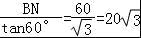 BN/tan60° = 60/√3 = 20√3